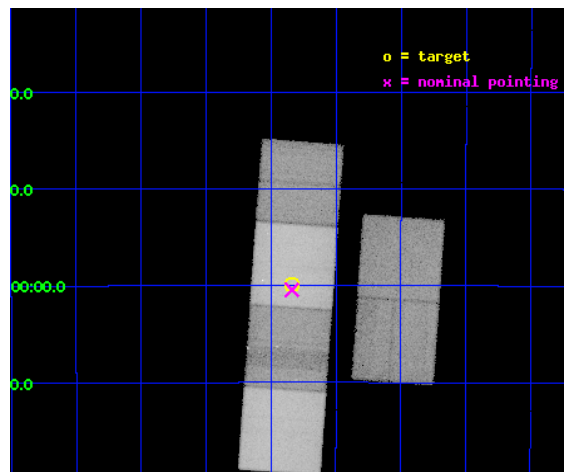 o = target
x = nominal pointing
0.0
0.0
00:00.0
0.0